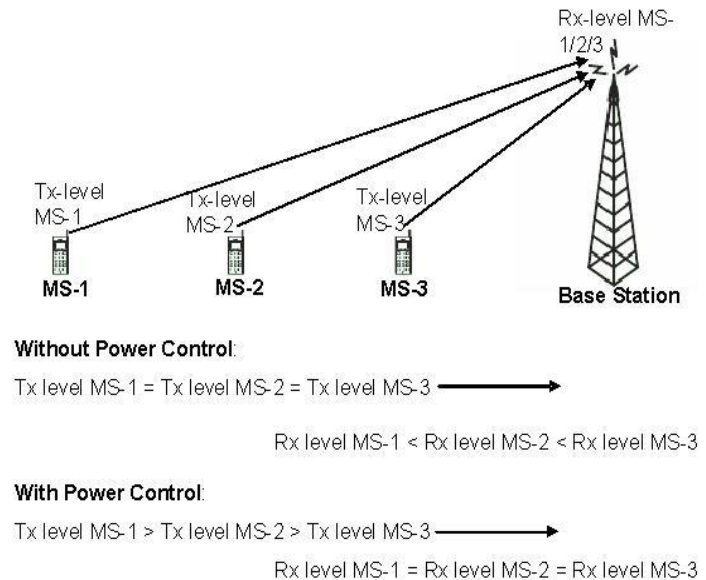 Rx-level MS-
1/2/3
Tx-level
MS-1
Tx-level
MS-2
Tx-level
MS-3
MS-1
MS-2
MS-3
Base Station
Without Power Control:
Tx level MS-1 = Tx level MS-2 = Tx level MS-3
Rx level MS-1 < Rx level MS-2 < Rx level MS-3
With Power Control:
Tx level MS-1 > Tx level MS-2 > Tx level MS-3
Rx level MS-1 = Rx level MS-2 = Rx level MS-3